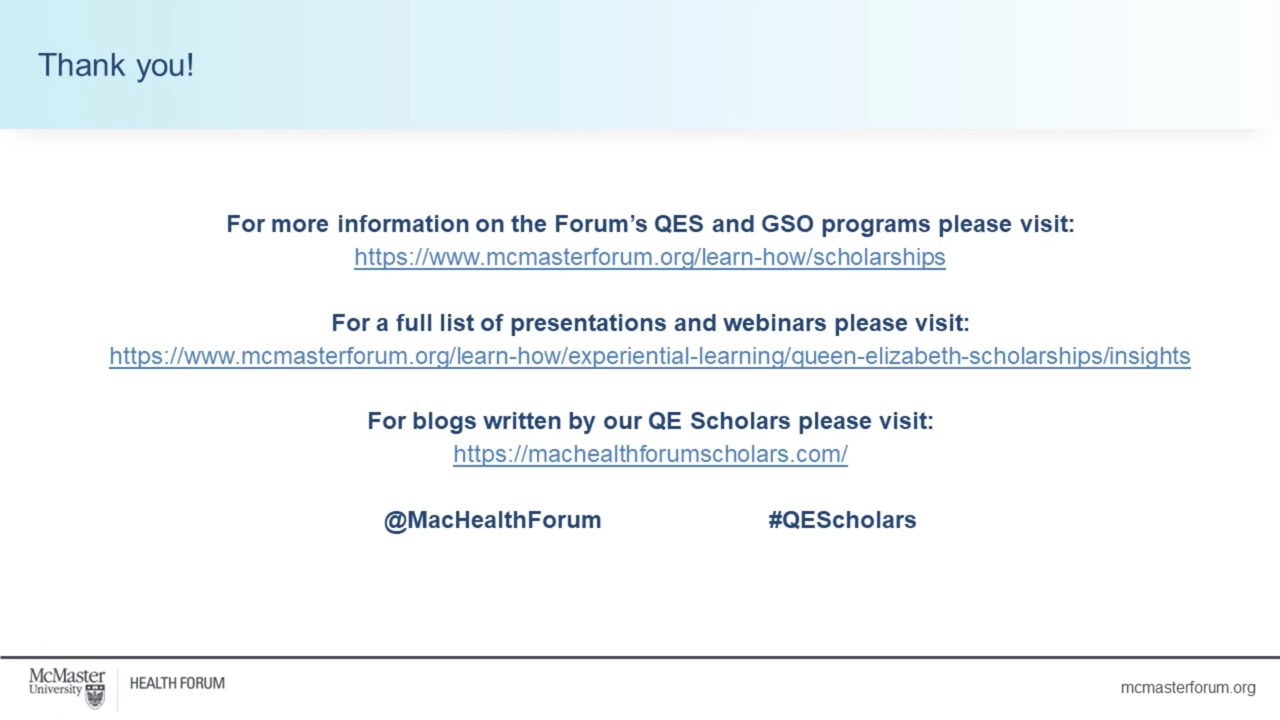 Thank you!
For more information on the Forum’s QES and GSO programs please visit:
https://www.mcmasterforum.org/learn-how/scholarships
For a full list of presentations and webinars please visit:
https://www.mcmasterforum.org/learn-how/experiential-learning/queen-elizabeth-scholarships/insights
For blogs written by our QE Scholars please visit:
https://machealthforumscholars.com/
@MacHealthForum #QEScholars
McMaster
University
HEALTH FORUM
mcmasterforum.org